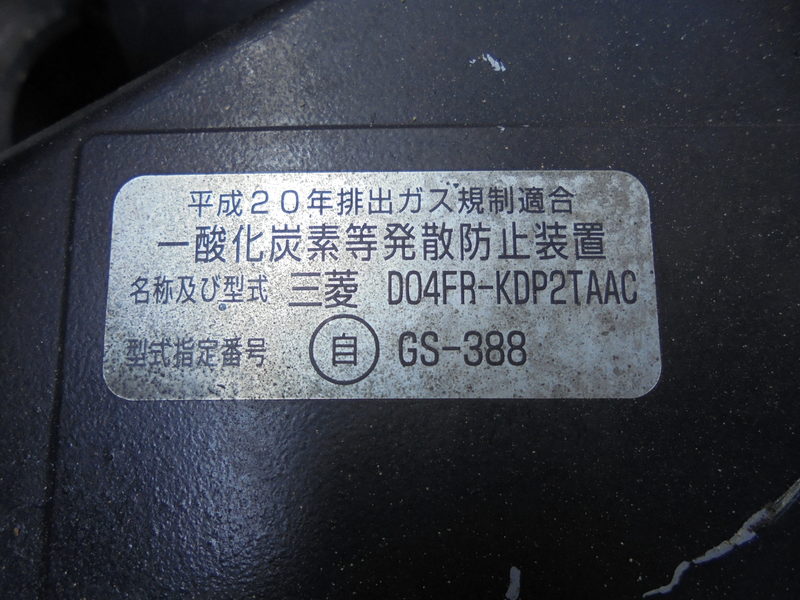 平成２０年排出ガス規制適合
一酸化炭素等発散防止装置
名称及び型式 三菱 D04FR-KDP2TAAC
型式指定番号 自 GS-388